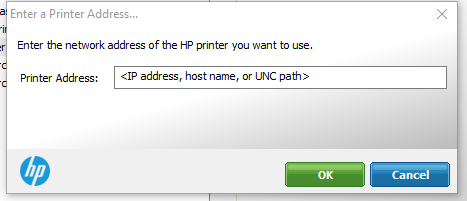 Enter a Printer Address...
Enter the network address of the HP printer you want to use.
Printer Address: <IP address, host name, or UNC path>
hp
OK Cancel